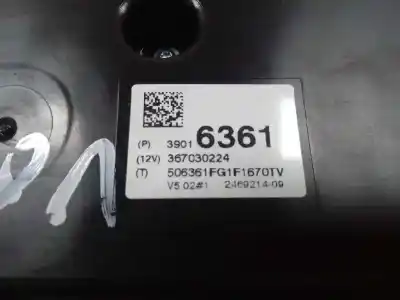 (P) 3901 6361
(12V) 367030224
(T) 506361FG1F1670TV
V5.02#1 2469214-09